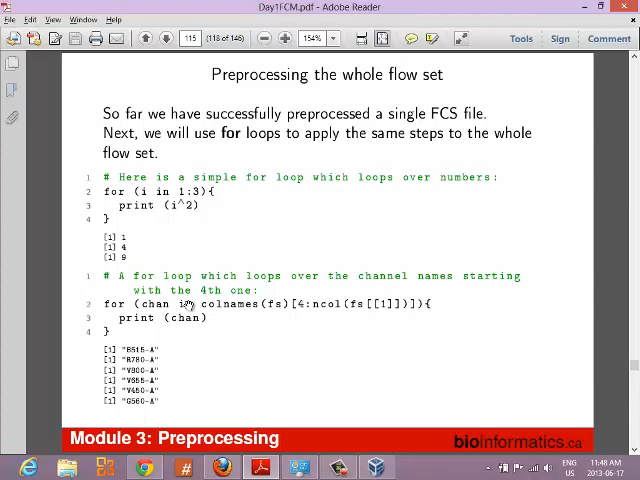 Day1FCM.pdf - Adobe Reader
File Edit View Window Help
115 (118 of 146) 154% Tools Sign Comment
Preprocessing the whole flow set
So far we have successfully preprocessed a single FCS file.
Next, we will use for loops to apply the same steps to the whole
flow set.
1 # Here is a simple for loop which loops over numbers:
2 for (i in 1:3){
3 print (i^2)
4 }
[1] 1
[1] 4
[1] 9
1 # A for loop which loops over the channel names starting
with the 4th one:
2 for (chan in colnames(fs)[4:ncol(fs[[1]])]){
3 print (chan)
4 }
[1] "B515-A"
[1] "R780-A"
[1] "V800-A"
[1] "V655-A"
[1] "V450-A"
[1] "G560-A"
Module 3: Preprocessing
bioinformatics.ca
11:48 AM
2013-06-17